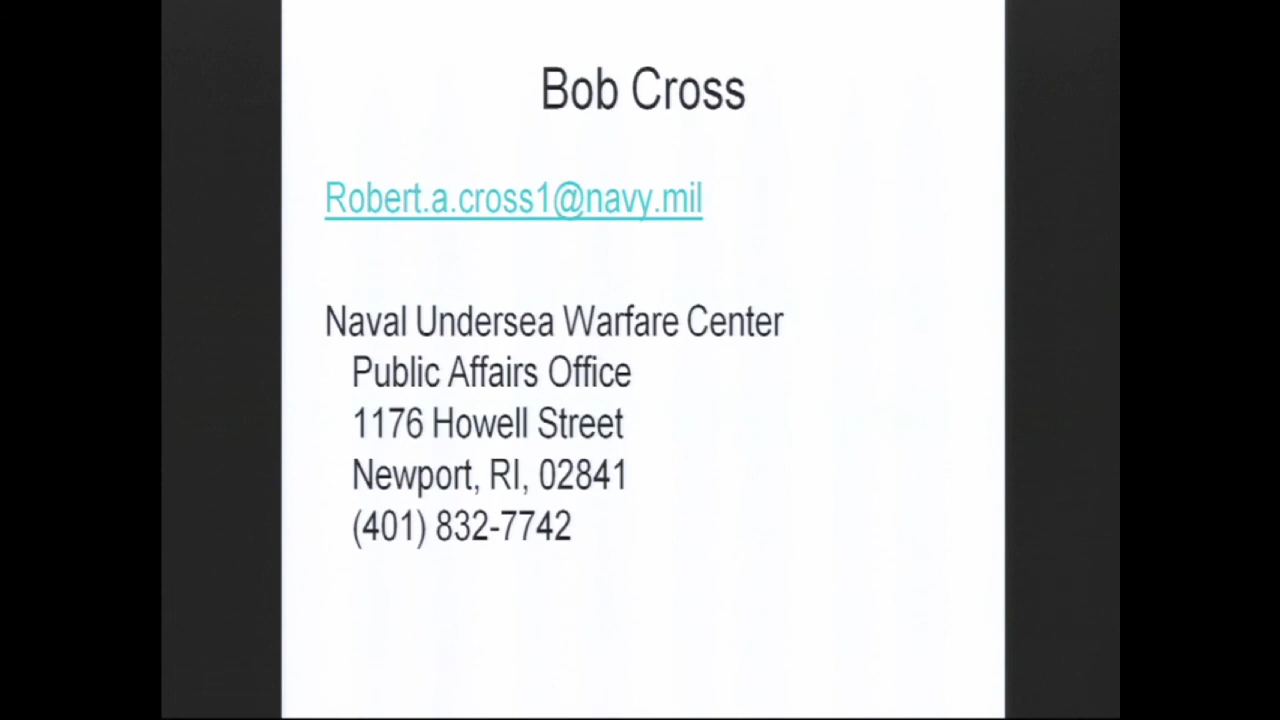 Bob Cross
Robert.a.cross1@navy.mil
Naval Undersea Warfare Center
Public Affairs Office
1176 Howell Street
Newport, RI, 02841
(401) 832-7742